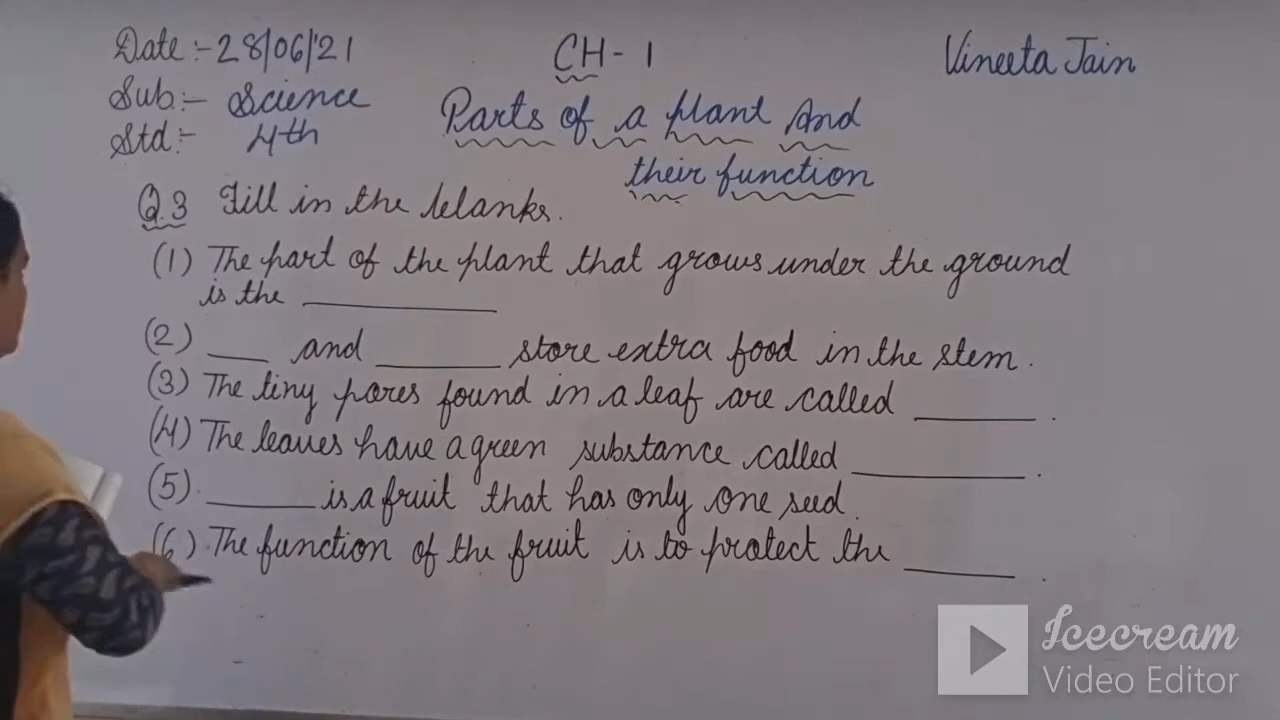 Date :- 28/06/'21
CH - 1
Vineeta Jain
Sub :- Science
Parts of a plant And
Std :- 4th
their function
Q.3 Fill in the blanks.
(1) The part of the plant that grows under the ground
is the ________
(2) ___ and _____ store extra food in the stem.
(3) The tiny pores found in a leaf are called _____ .
(4) The leaves have a green substance called _______ .
(5). _____ is a fruit that has only one seed.
(6) The function of the fruit is to protect the _____ .
Icecream
Video Editor